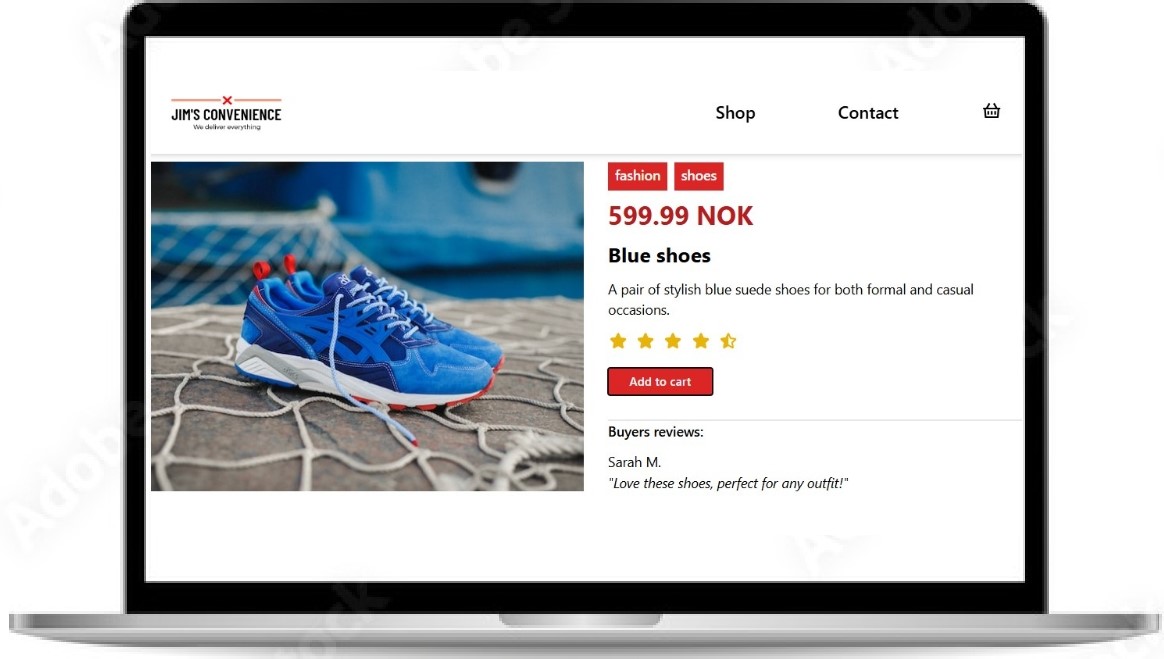 JIM'S CONVENIENCE
We deliver everything
Shop
Contact
fashion
shoes
599.99 NOK
Blue shoes
A pair of stylish blue suede shoes for both formal and casual
occasions.
Add to cart
Buyers reviews:
Sarah M.
"Love these shoes, perfect for any outfit!"
Adobe